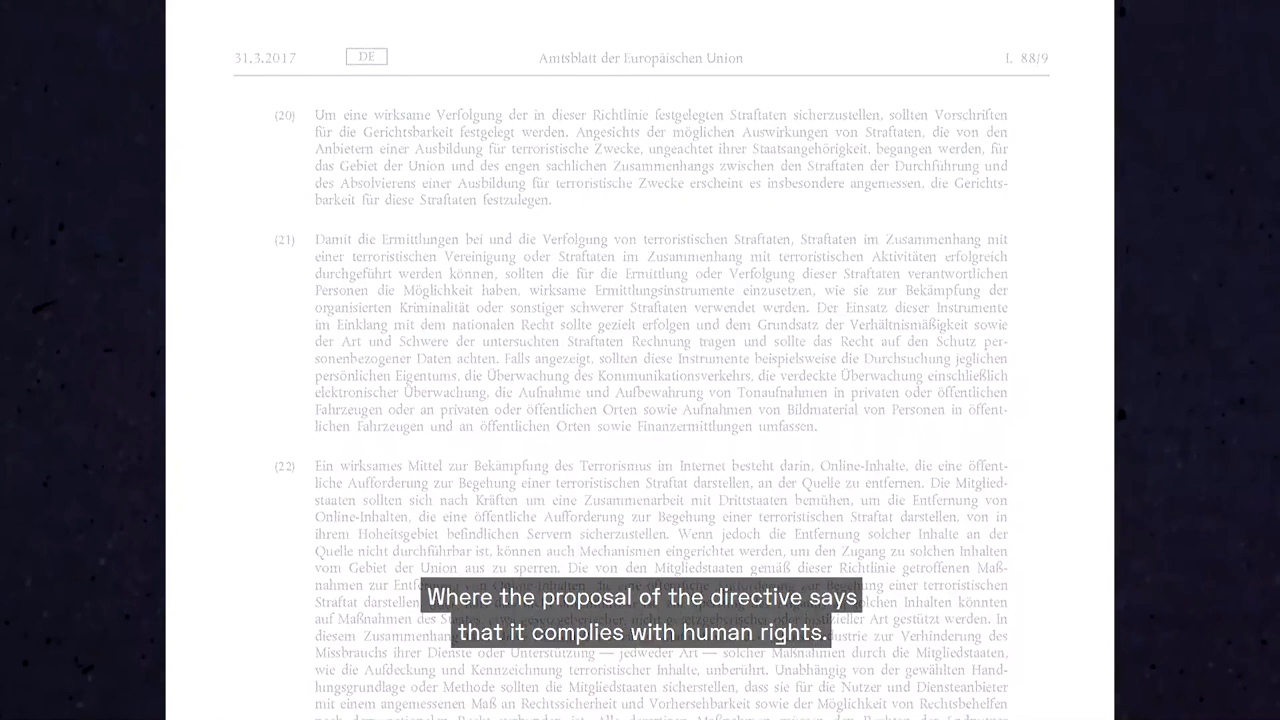 31.3.2017 DE Amtsblatt der Europäischen Union L 88/9
(20) Um eine wirksame Verfolgung der in dieser Richtlinie festgelegten Straftaten sicherzustellen, sollten Vorschriften
für die Gerichtsbarkeit festgelegt werden. Angesichts der möglichen Auswirkungen von Straftaten, die von den
Anbietern einer Ausbildung für terroristische Zwecke, ungeachtet ihrer Staatsangehörigkeit, begangen werden, für
das Gebiet der Union und des engen sachlichen Zusammenhangs zwischen den Straftaten der Durchführung und
des Absolvierens einer Ausbildung für terroristische Zwecke erscheint es insbesondere angemessen, die Gerichts-
barkeit für diese Straftaten festzulegen.
(21) Damit die Ermittlungen bei und die Verfolgung von terroristischen Straftaten, Straftaten im Zusammenhang mit
einer terroristischen Vereinigung oder Straftaten im Zusammenhang mit terroristischen Aktivitäten erfolgreich
durchgeführt werden können, sollten die für die Ermittlung oder Verfolgung dieser Straftaten verantwortlichen
Personen die Möglichkeit haben, wirksame Ermittlungsinstrumente einzusetzen, wie sie zur Bekämpfung der
organisierten Kriminalität oder sonstiger schwerer Straftaten verwendet werden. Der Einsatz dieser Instrumente
im Einklang mit dem nationalen Recht sollte gezielt erfolgen und dem Grundsatz der Verhältnismäßigkeit sowie
der Art und Schwere der untersuchten Straftaten Rechnung tragen und sollte das Recht auf den Schutz per-
sonenbezogener Daten achten. Falls angezeigt, sollten diese Instrumente beispielsweise die Durchsuchung jeglichen
persönlichen Eigentums, die Überwachung des Kommunikationsverkehrs, die verdeckte Überwachung einschließlich
elektronischer Überwachung, die Aufnahme und Aufbewahrung von Tonaufnahmen in privaten oder öffentlichen
Fahrzeugen oder an privaten oder öffentlichen Orten sowie Aufnahmen von Bildmaterial von Personen in öffent-
lichen Fahrzeugen und an öffentlichen Orten sowie Finanzermittlungen umfassen.
(22) Ein wirksames Mittel zur Bekämpfung des Terrorismus im Internet besteht darin, Online-Inhalte, die eine öffent-
liche Aufforderung zur Begehung einer terroristischen Straftat darstellen, an der Quelle zu entfernen. Die Mitglied-
staaten sollten sich nach Kräften um eine Zusammenarbeit mit Drittstaaten bemühen, um die Entfernung von
Online-Inhalten, die eine öffentliche Aufforderung zur Begehung einer terroristischen Straftat darstellen, von in
ihrem Hoheitsgebiet befindlichen Servern sicherzustellen. Wenn jedoch die Entfernung solcher Inhalte an der
Quelle nicht durchführbar ist, können auch Mechanismen eingerichtet werden, um den Zugang zu solchen Inhalten
vom Gebiet der Union aus zu sperren. Die von den Mitgliedstaaten gemäß dieser Richtlinie getroffenen Maß-
nahmen zur einer terroristischen
Straftat darstellen Inhalten könnten
auf Maßnahmen des Art gestützt werden. In
diesem Zusammenhang zur Verhinderung des
Where the proposal of the directive says
that it complies with human rights.
Missbrauchs ihrer Dienste oder Unterstützung — jedweder Art — solcher Maßnahmen durch die Mitgliedstaaten,
wie die Aufdeckung und Kennzeichnung terroristischer Inhalte, unberührt. Unabhängig von der gewählten Hand-
lungsgrundlage oder Methode sollten die Mitgliedstaaten sicherstellen, dass sie für die Nutzer und Diensteanbieter
mit einem angemessenen Maß an Rechtssicherheit und Vorhersehbarkeit sowie der Möglichkeit von Rechtsbehelfen